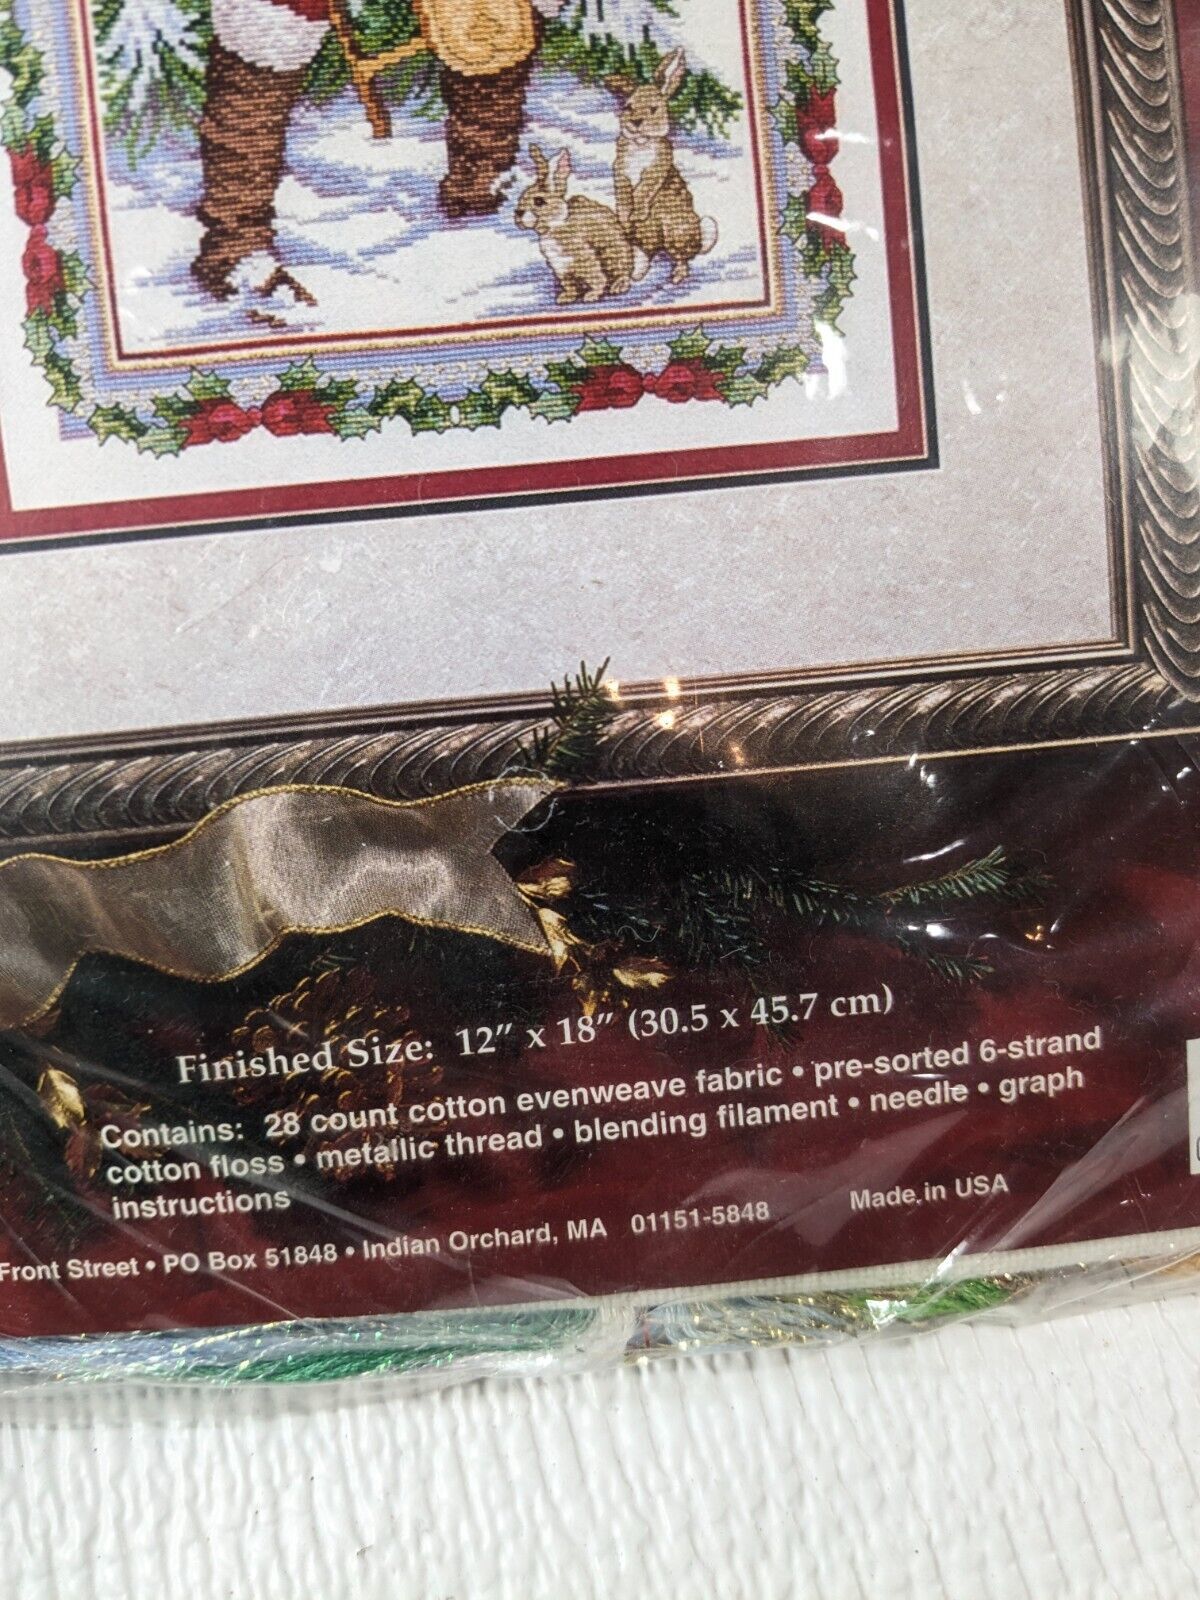 Finished Size: 12" x 18" (30.5 x 45.7 cm)
Contains: 28 count cotton evenweave fabric • pre-sorted 6-strand
cotton floss • metallic thread • blending filament • needle • graph
instructions
Front Street • PO Box 51848 • Indian Orchard, MA 01151-5848 Made in USA